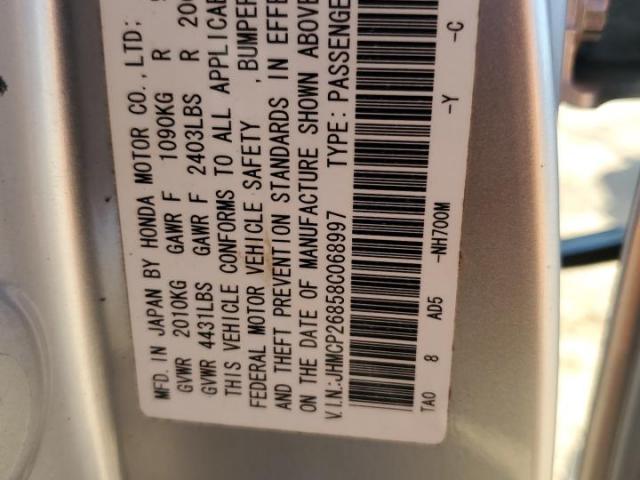 MFD. IN JAPAN BY HONDA MOTOR CO., LTD:
GVWR 2010KG GAWR F 1090KG R
GVWR 4431LBS GAWR F 2403LBS R 20
THIS VEHICLE CONFORMS TO ALL APPLICAB
FEDERAL MOTOR VEHICLE SAFETY , BUMPER
AND THEFT PREVENTION STANDARDS IN EFFE
ON THE DATE OF MANUFACTURE SHOWN ABOVE
V.I.N.:JHMCP26858C068997 TYPE: PASSENGE
TA0 8 AD5 -NH700M -Y -C